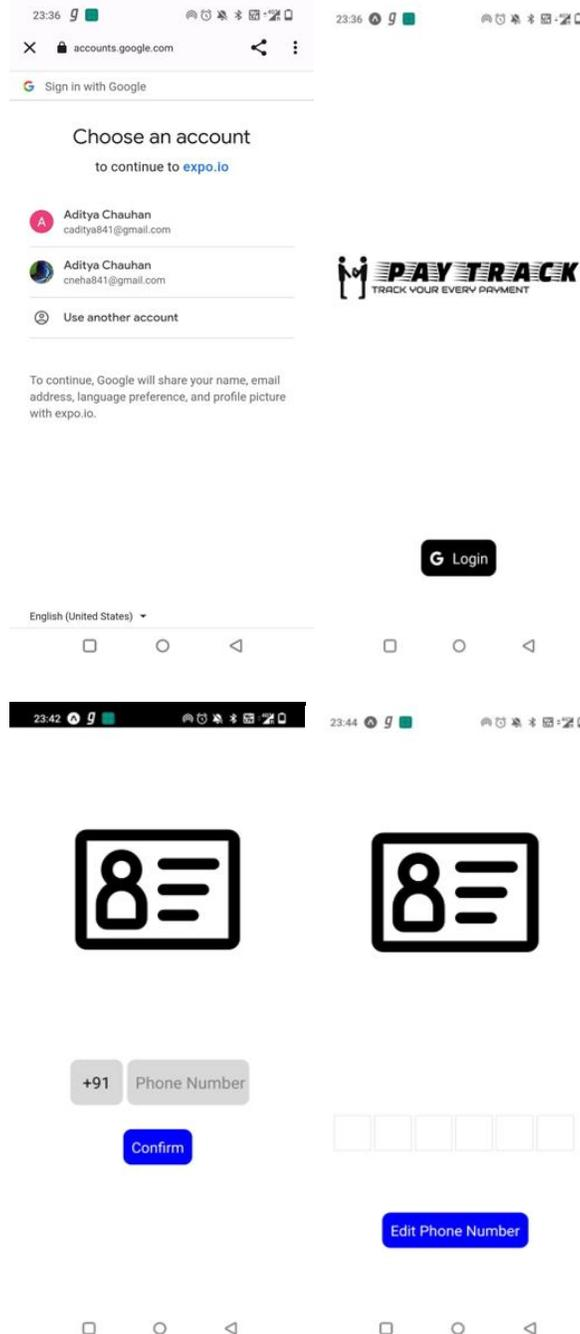 23:36 g
accounts.google.com
G Sign in with Google
Choose an account
to continue to expo.io
A
Aditya Chauhan
caditya841@gmail.com
Aditya Chauhan
cneha841@gmail.com
Use another account
To continue, Google will share your name, email
address, language preference, and profile picture
with expo.io.
English (United States)
23:36 g
PAY TRACK
TRACK YOUR EVERY PAYMENT
G Login
23:42 g
+91 Phone Number
Confirm
23:44 g
Edit Phone Number